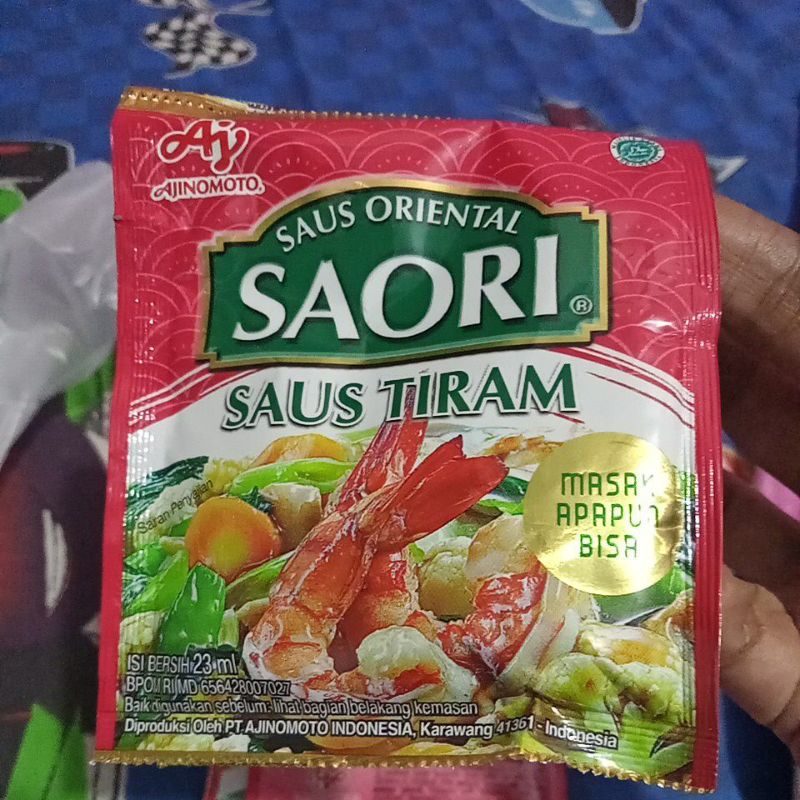 Aj
AJINOMOTO®
SAUS ORIENTAL
SAORI®
SAUS TIRAM
MASAK
APAPUN
BISA
Saran Penyajian
ISI BERSIH 23 ml
BPOM RI MD 656428007027
Baik digunakan sebelum: lihat bagian belakang kemasan
Diproduksi Oleh PT AJINOMOTO INDONESIA, Karawang 41361 - Indonesia